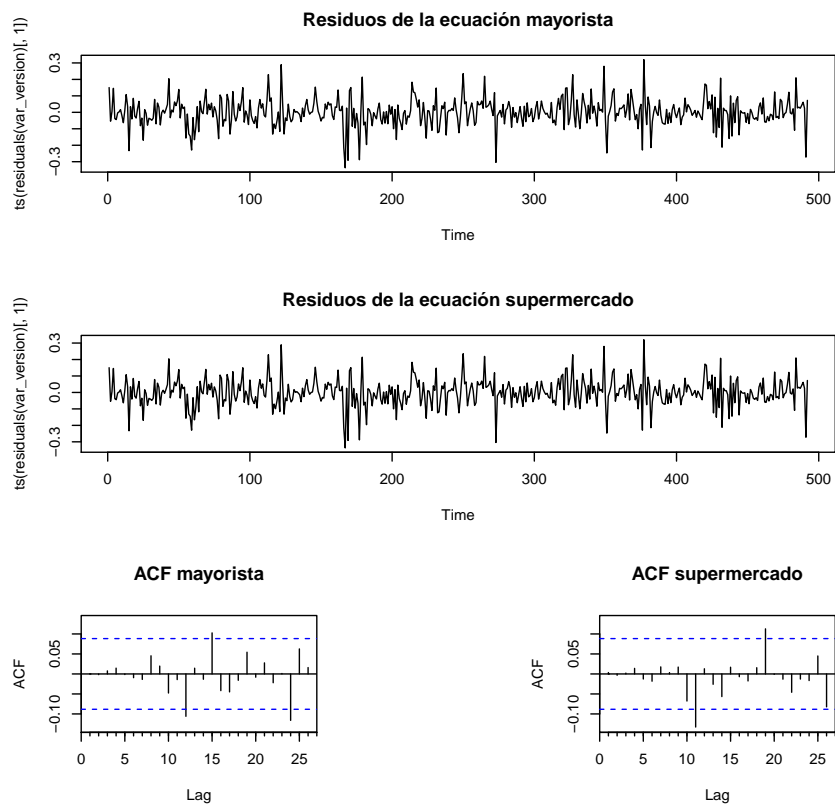 Residuos de la ecuación mayorista
ts(residuals(var_version)[, 1])
0.3
0.0
−0.3
0 100 200 300 400 500
Time
Residuos de la ecuación supermercado
ts(residuals(var_version)[, 1])
0.3
0.0
−0.3
0 100 200 300 400 500
Time
ACF mayorista
ACF
0.05
−0.10
0 5 10 15 20 25
Lag
ACF supermercado
ACF
0.05
−0.10
0 5 10 15 20 25
Lag